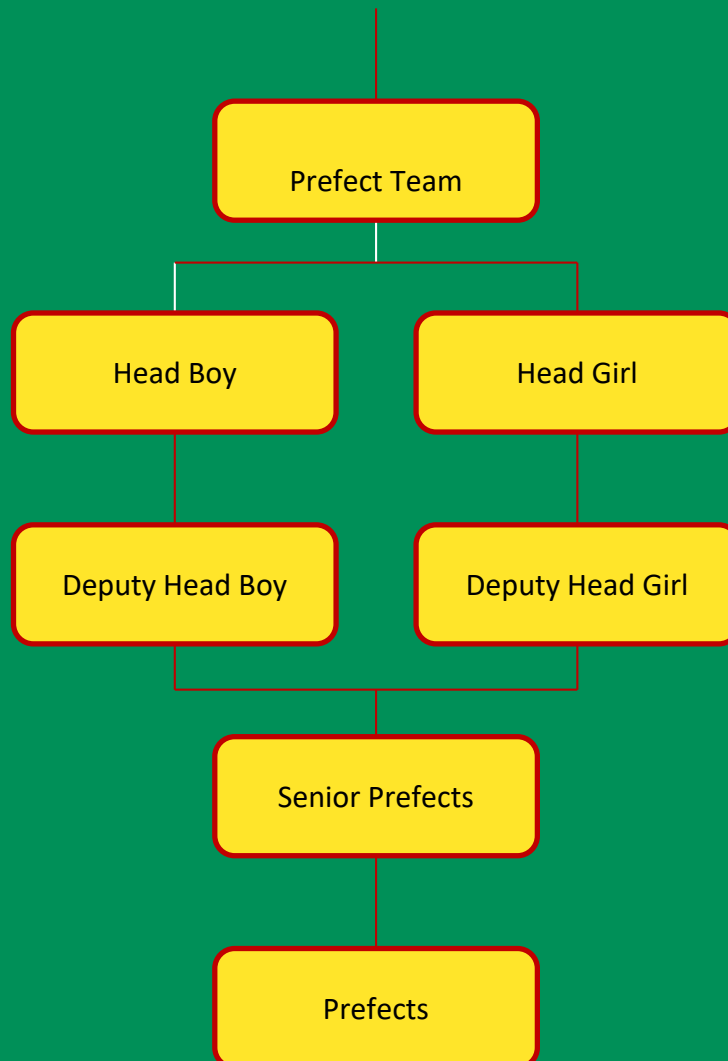 Prefect Team
Head Boy
Head Girl
Deputy Head Boy
Deputy Head Girl
Senior Prefects
Prefects